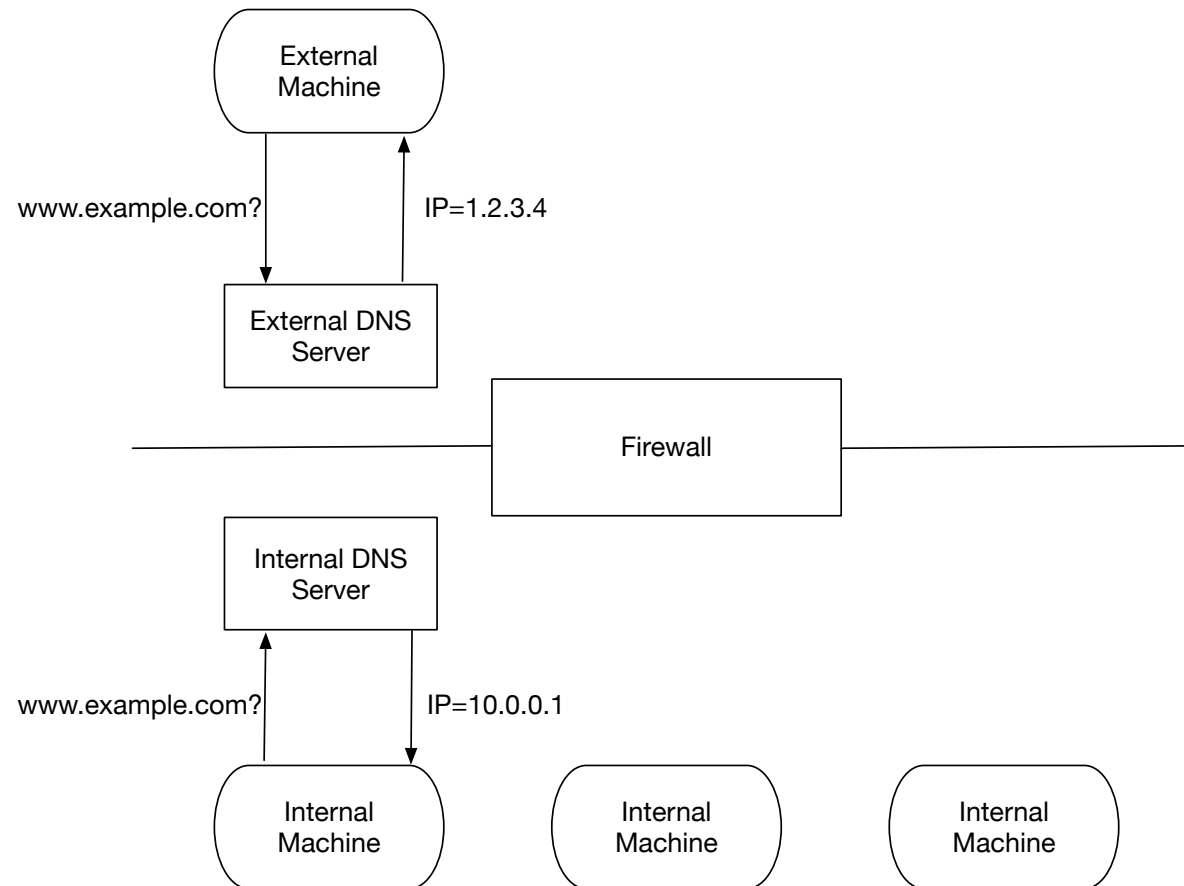 External
Machine
www.example.com?
IP=1.2.3.4
External DNS
Server
Firewall
Internal DNS
Server
www.example.com?
IP=10.0.0.1
Internal
Machine
Internal
Machine
Internal
Machine